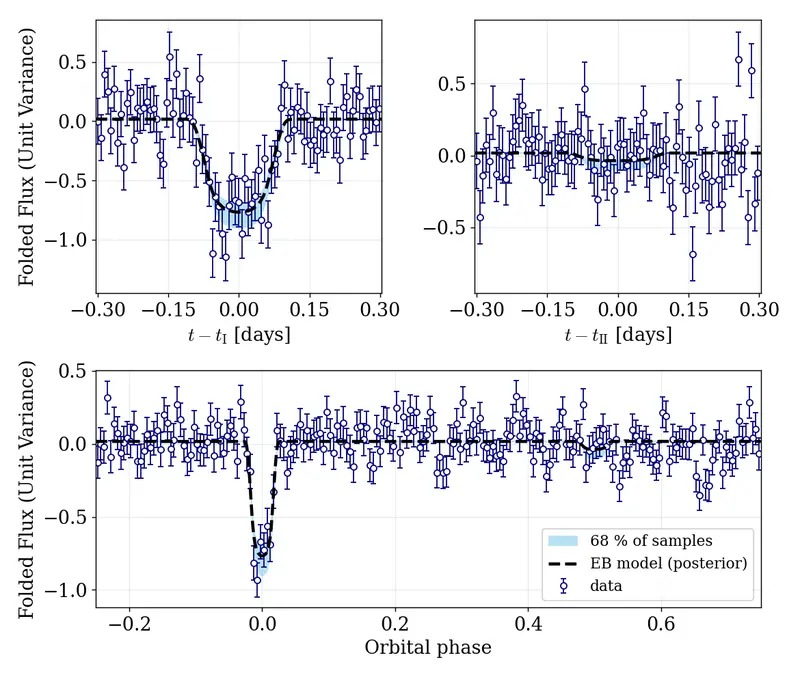 Folded Flux (Unit Variance)
0.5
0.0
−0.5
−1.0
−0.30 −0.15 0.00 0.15 0.30
t − tI [days]
0.5
0.0
−0.5
−0.30 −0.15 0.00 0.15 0.30
t − tII [days]
Folded Flux (Unit Variance)
0.5
0.0
−0.5
−1.0
68 % of samples
EB model (posterior)
data
−0.2 0.0 0.2 0.4 0.6
Orbital phase